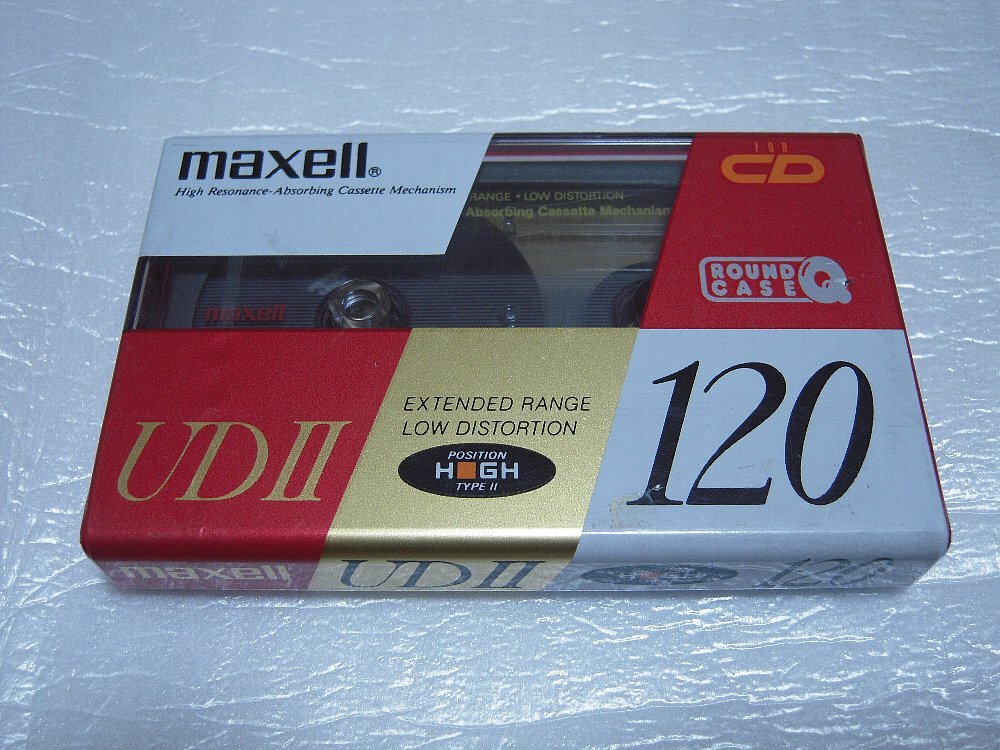 maxell®
High Resonance-Absorbing Cassette Mechanism
RANGE • LOW DISTORTION
Absorbing Cassette Mechanism
FOR
CD
ROUND
CASE
maxell
UDII
EXTENDED RANGE
LOW DISTORTION
POSITION
HIGH
TYPE II
120
maxell
UDII
HIGH
120